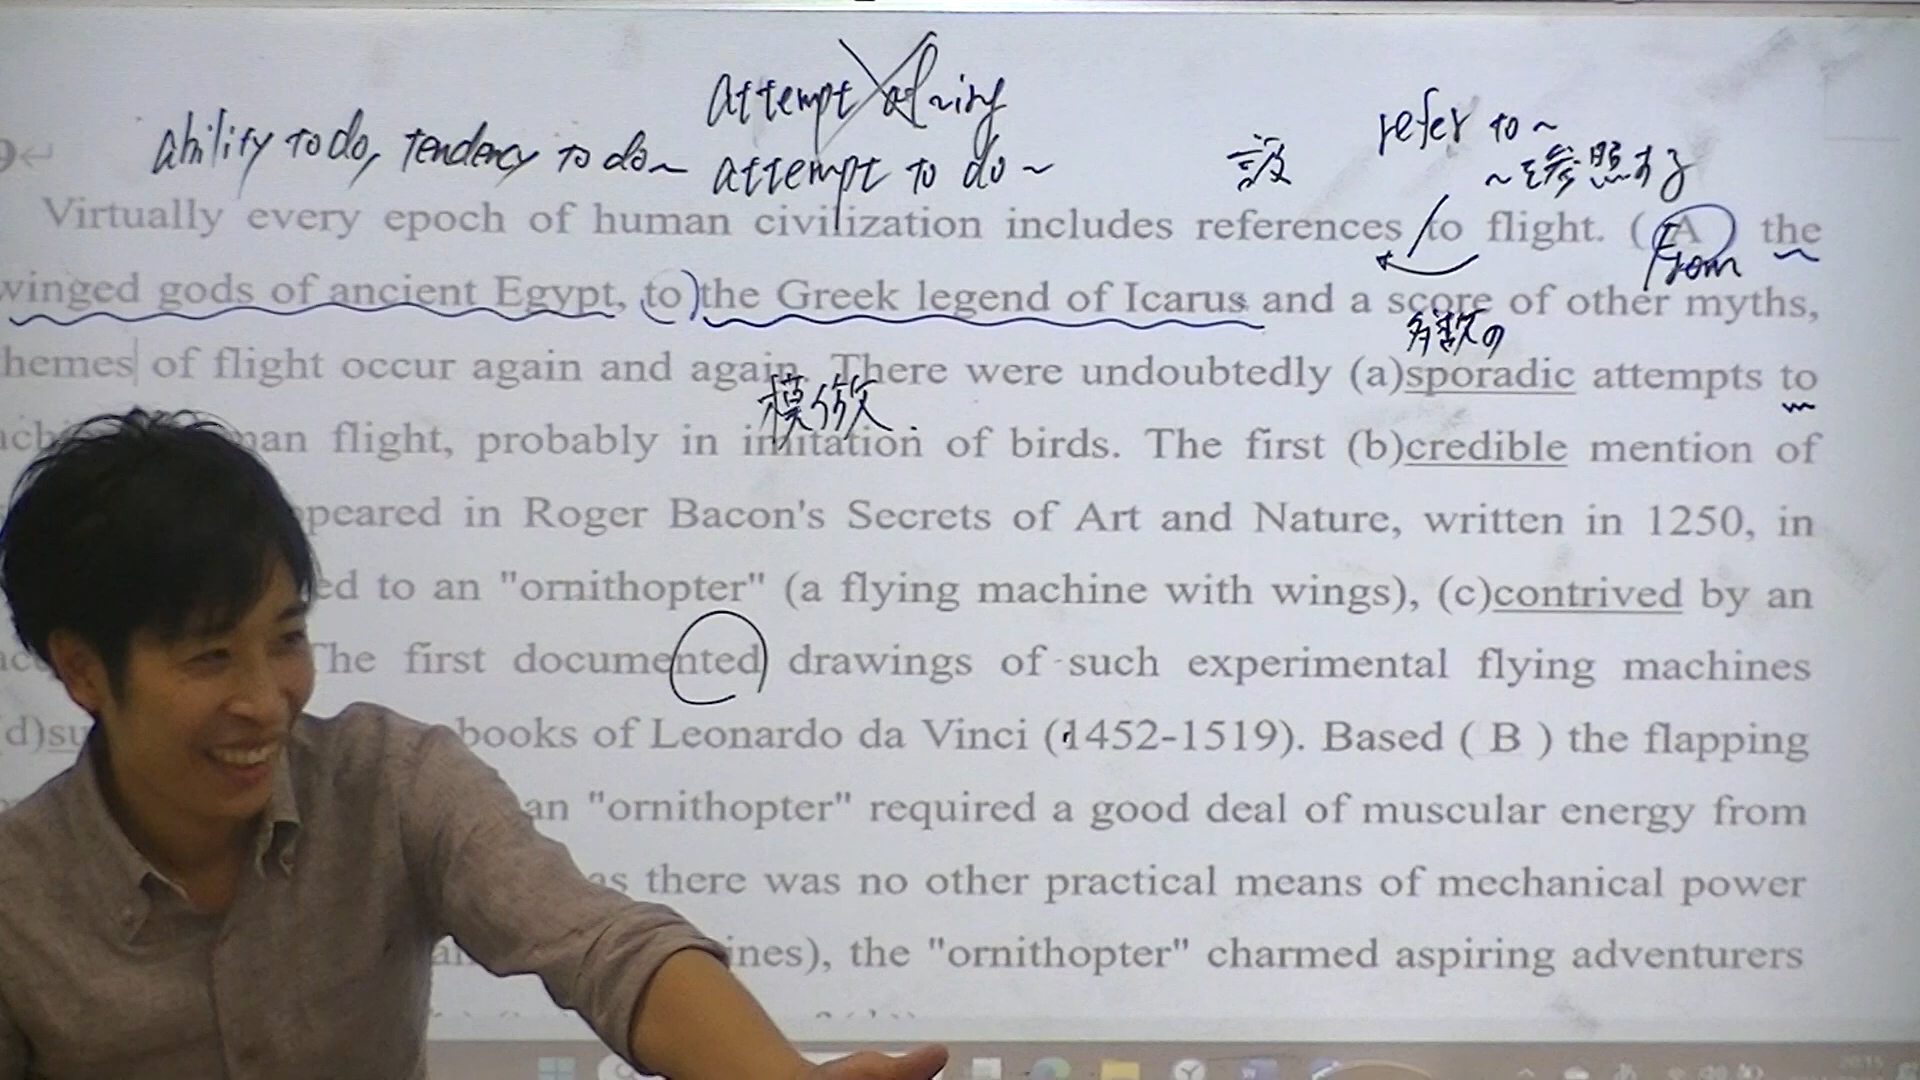 attempt of ~ing
ability to do, tendency to do~ attempt to do ~
設
refer to ~
~を参照する
9
Virtually every epoch of human civilization includes references to flight. ( A ) the
From
winged gods of ancient Egypt, to the Greek legend of Icarus and a score of other myths,
多数の
hemes of flight occur again and again. There were undoubtedly (a)sporadic attempts to
模倣
man flight, probably in imitation of birds. The first (b)credible mention of
peared in Roger Bacon's Secrets of Art and Nature, written in 1250, in
ed to an "ornithopter" (a flying machine with wings), (c)contrived by an
The first documented drawings of such experimental flying machines
d)su books of Leonardo da Vinci (1452-1519). Based ( B ) the flapping
an "ornithopter" required a good deal of muscular energy from
as there was no other practical means of mechanical power
ines), the "ornithopter" charmed aspiring adventurers
20:15